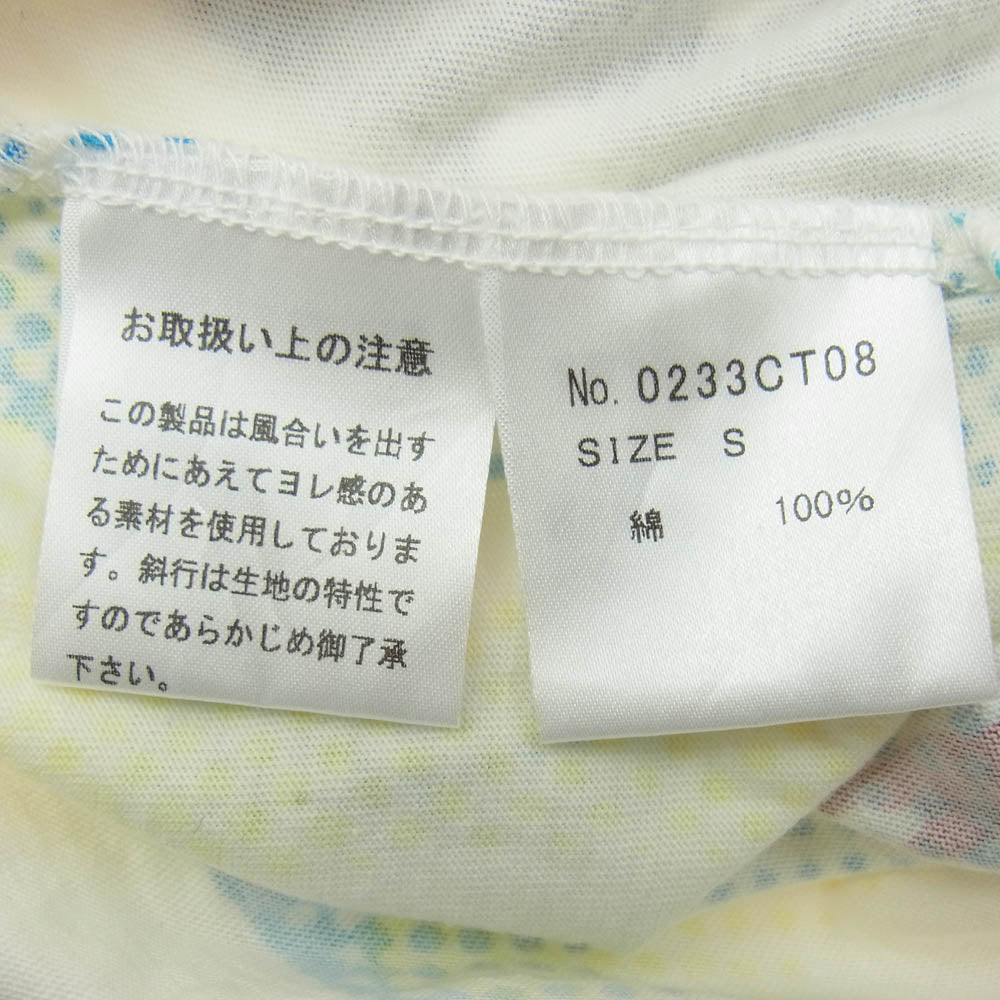 お取扱い上の注意
この製品は風合いを出す
ためにあえてヨレ感のあ
る素材を使用しておりま
す。斜行は生地の特性で
すのであらかじめ御了承
下さい。
No. 0233CT08
SIZE S
綿 100%